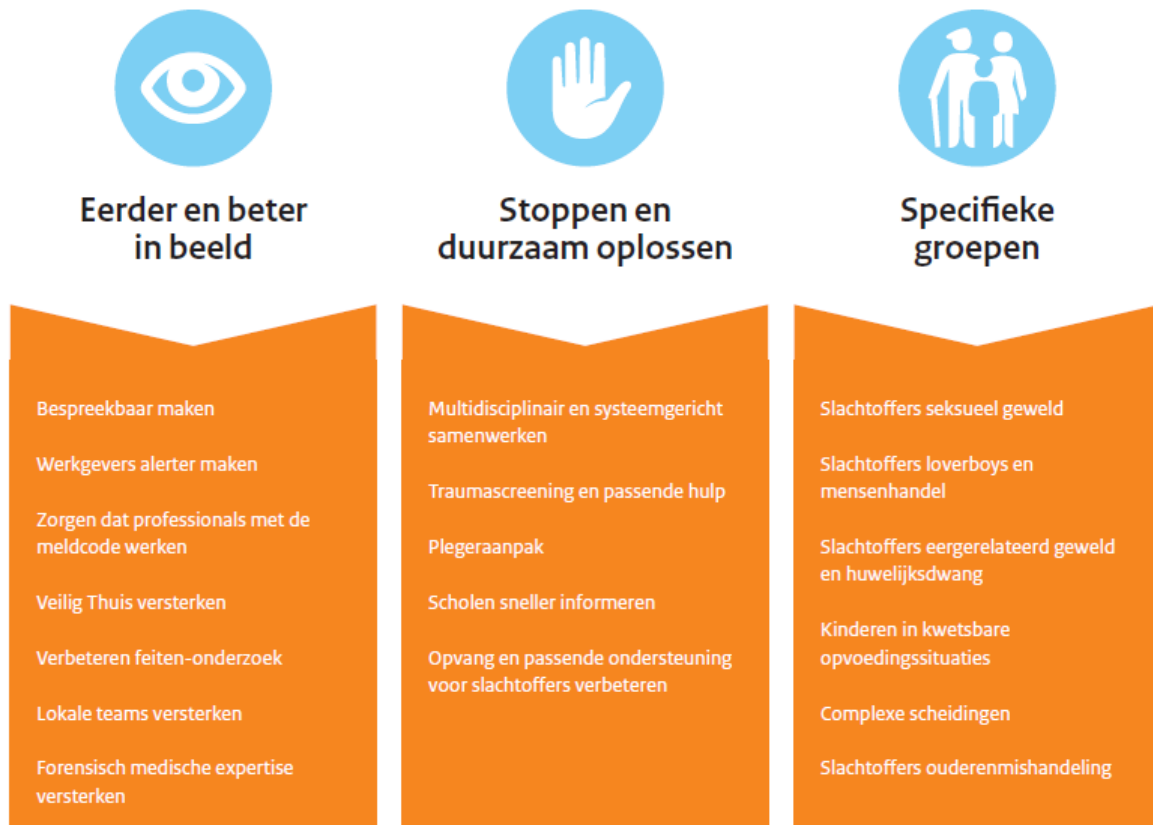 Eerder en beter
in beeld
Bespreekbaar maken
Werkgevers alerter maken
Zorgen dat professionals met de
meldcode werken
Veilig Thuis versterken
Verbeteren feiten-onderzoek
Lokale teams versterken
Forensisch medische expertise
versterken
Stoppen en
duurzaam oplossen
Multidisciplinair en systeemgericht
samenwerken
Traumascreening en passende hulp
Plegeraanpak
Scholen sneller informeren
Opvang en passende ondersteuning
voor slachtoffers verbeteren
Specifieke
groepen
Slachtoffers seksueel geweld
Slachtoffers loverboys en
mensenhandel
Slachtoffers eergerelateerd geweld
en huwelijksdwang
Kinderen in kwetsbare
opvoedingssituaties
Complexe scheidingen
Slachtoffers ouderenmishandeling